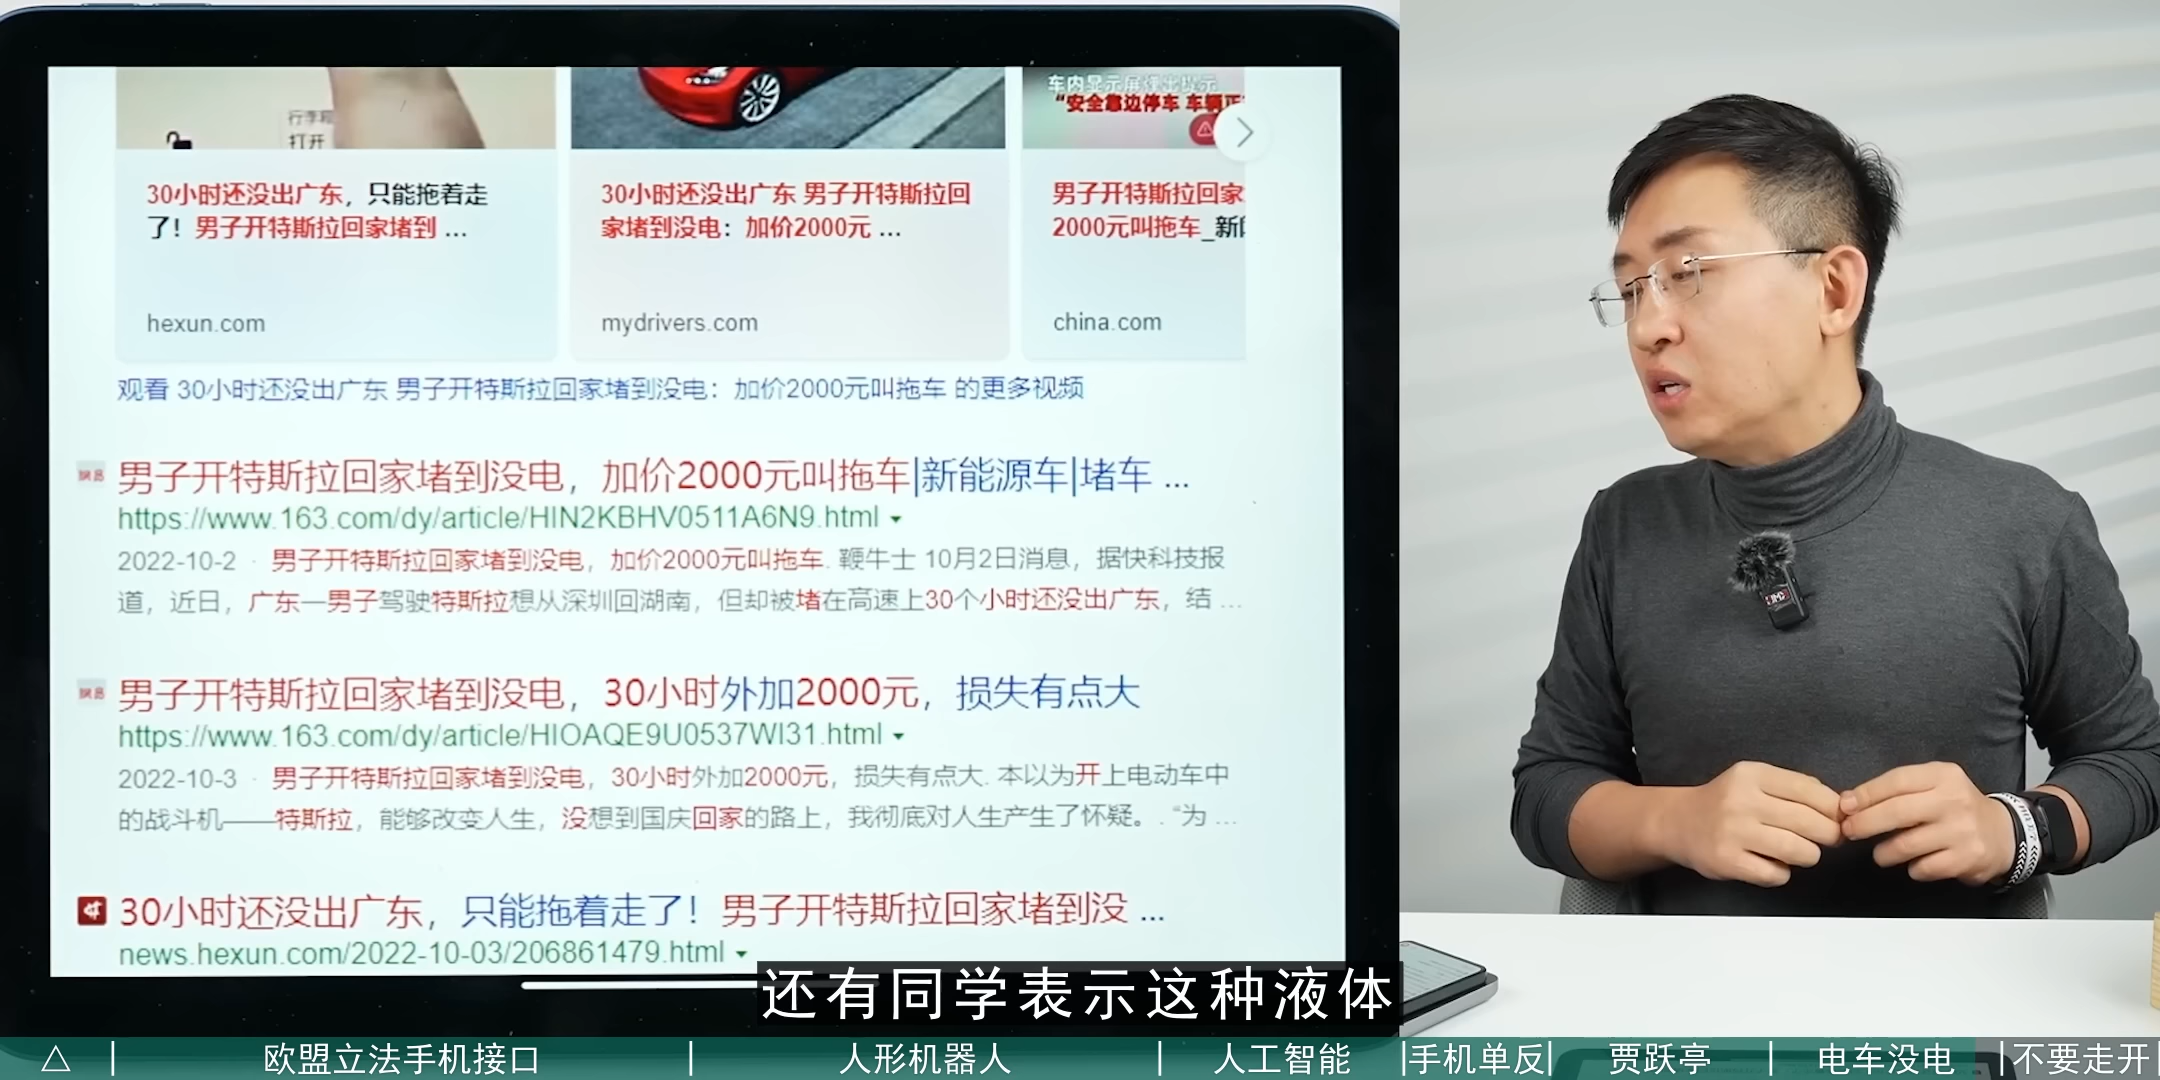 行李箱
打开
车内显示屏弹出提示
“安全靠边停车 车辆正
30小时还没出广东，只能拖着走
了！男子开特斯拉回家堵到 ...
hexun.com
30小时还没出广东 男子开特斯拉回
家堵到没电：加价2000元 ...
mydrivers.com
男子开特斯拉回家
2000元叫拖车_新
china.com
观看 30小时还没出广东 男子开特斯拉回家堵到没电：加价2000元叫拖车 的更多视频
网易
男子开特斯拉回家堵到没电，加价2000元叫拖车|新能源车|堵车 ...
https://www.163.com/dy/article/HIN2KBHV0511A6N9.html
2022-10-2 · 男子开特斯拉回家堵到没电，加价2000元叫拖车. 鞭牛士 10月2日消息，据快科技报
道，近日，广东一男子驾驶特斯拉想从深圳回湖南，但却被堵在高速上30个小时还没出广东，结 ...
网易
男子开特斯拉回家堵到没电，30小时外加2000元，损失有点大
https://www.163.com/dy/article/HIOAQE9U0537WI31.html
2022-10-3 · 男子开特斯拉回家堵到没电，30小时外加2000元，损失有点大. 本以为开上电动车中
的战斗机——特斯拉，能够改变人生，没想到国庆回家的路上，我彻底对人生产生了怀疑。. “为 ...
30小时还没出广东，只能拖着走了！男子开特斯拉回家堵到没 ...
news.hexun.com/2022-10-03/206861479.html
还有同学表示这种液体
△ | 欧盟立法手机接口 | 人形机器人 | 人工智能 |手机单反| 贾跃亭 | 电车没电 |不要走开|